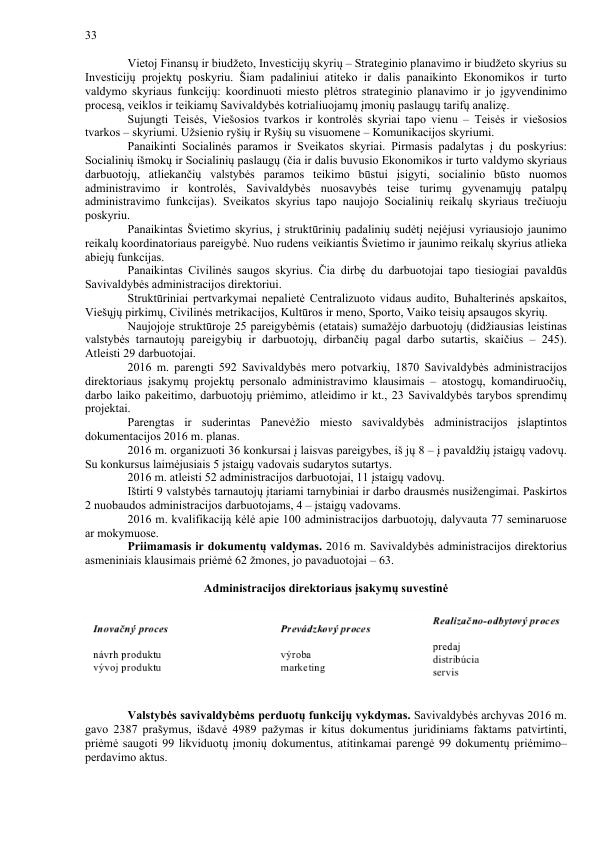 33
Vietoj Finansų ir biudžeto, Investicijų skyrių – Strateginio planavimo ir biudžeto skyrius su
Investicijų projektų poskyriu. Šiam padaliniui atiteko ir dalis panaikinto Ekonomikos ir turto
valdymo skyriaus funkcijų: koordinuoti miesto plėtros strateginio planavimo ir jo įgyvendinimo
procesą, veiklos ir teikiamų Savivaldybės kotrialiuojamų įmonių paslaugų tarifų analizę.
Sujungti Teisės, Viešosios tvarkos ir kontrolės skyriai tapo vienu – Teisės ir viešosios
tvarkos – skyriumi. Užsienio ryšių ir Ryšių su visuomene – Komunikacijos skyriumi.
Panaikinti Socialinės paramos ir Sveikatos skyriai. Pirmasis padalytas į du poskyrius:
Socialinių išmokų ir Socialinių paslaugų (čia ir dalis buvusio Ekonomikos ir turto valdymo skyriaus
darbuotojų, atliekančių valstybės paramos teikimo būstui įsigyti, socialinio būsto nuomos
administravimo ir kontrolės, Savivaldybės nuosavybės teise turimų gyvenamųjų patalpų
administravimo funkcijas). Sveikatos skyrius tapo naujojo Socialinių reikalų skyriaus trečiuoju
poskyriu.
Panaikintas Švietimo skyrius, į struktūrinių padalinių sudėtį neįėjusi vyriausiojo jaunimo
reikalų koordinatoriaus pareigybė. Nuo rudens veikiantis Švietimo ir jaunimo reikalų skyrius atlieka
abiejų funkcijas.
Panaikintas Civilinės saugos skyrius. Čia dirbę du darbuotojai tapo tiesiogiai pavaldūs
Savivaldybės administracijos direktoriui.
Struktūriniai pertvarkymai nepalietė Centralizuoto vidaus audito, Buhalterinės apskaitos,
Viešųjų pirkimų, Civilinės metrikacijos, Kultūros ir meno, Sporto, Vaiko teisių apsaugos skyrių.
Naujojoje struktūroje 25 pareigybėmis (etatais) sumažėjo darbuotojų (didžiausias leistinas
valstybės tarnautojų pareigybių ir darbuotojų, dirbančių pagal darbo sutartis, skaičius – 245).
Atleisti 29 darbuotojai.
2016 m. parengti 592 Savivaldybės mero potvarkių, 1870 Savivaldybės administracijos
direktoriaus įsakymų projektų personalo administravimo klausimais – atostogų, komandiruočių,
darbo laiko pakeitimo, darbuotojų priėmimo, atleidimo ir kt., 23 Savivaldybės tarybos sprendimų
projektai.
Parengtas ir suderintas Panevėžio miesto savivaldybės administracijos įslaptintos
dokumentacijos 2016 m. planas.
2016 m. organizuoti 36 konkursai į laisvas pareigybes, iš jų 8 – į pavaldžių įstaigų vadovų.
Su konkursus laimėjusiais 5 įstaigų vadovais sudarytos sutartys.
2016 m. atleisti 52 administracijos darbuotojai, 11 įstaigų vadovų.
Ištirti 9 valstybės tarnautojų įtariami tarnybiniai ir darbo drausmės nusižengimai. Paskirtos
2 nuobaudos administracijos darbuotojams, 4 – įstaigų vadovams.
2016 m. kvalifikaciją kėlė apie 100 administracijos darbuotojų, dalyvauta 77 seminaruose
ar mokymuose.
Priimamasis ir dokumentų valdymas. 2016 m. Savivaldybės administracijos direktorius
asmeniniais klausimais priėmė 62 žmones, jo pavaduotojai – 63.
Administracijos direktoriaus įsakymų suvestinė
Inovačný proces
Prevádzkový proces
Realizačno-odbytový proces
návrh produktu
vývoj produktu
výroba
marketing
predaj
distribúcia
servis
Valstybės savivaldybėms perduotų funkcijų vykdymas. Savivaldybės archyvas 2016 m.
gavo 2387 prašymus, išdavė 4989 pažymas ir kitus dokumentus juridiniams faktams patvirtinti,
priėmė saugoti 99 likviduotų įmonių dokumentus, atitinkamai parengė 99 dokumentų priėmimo–
perdavimo aktus.